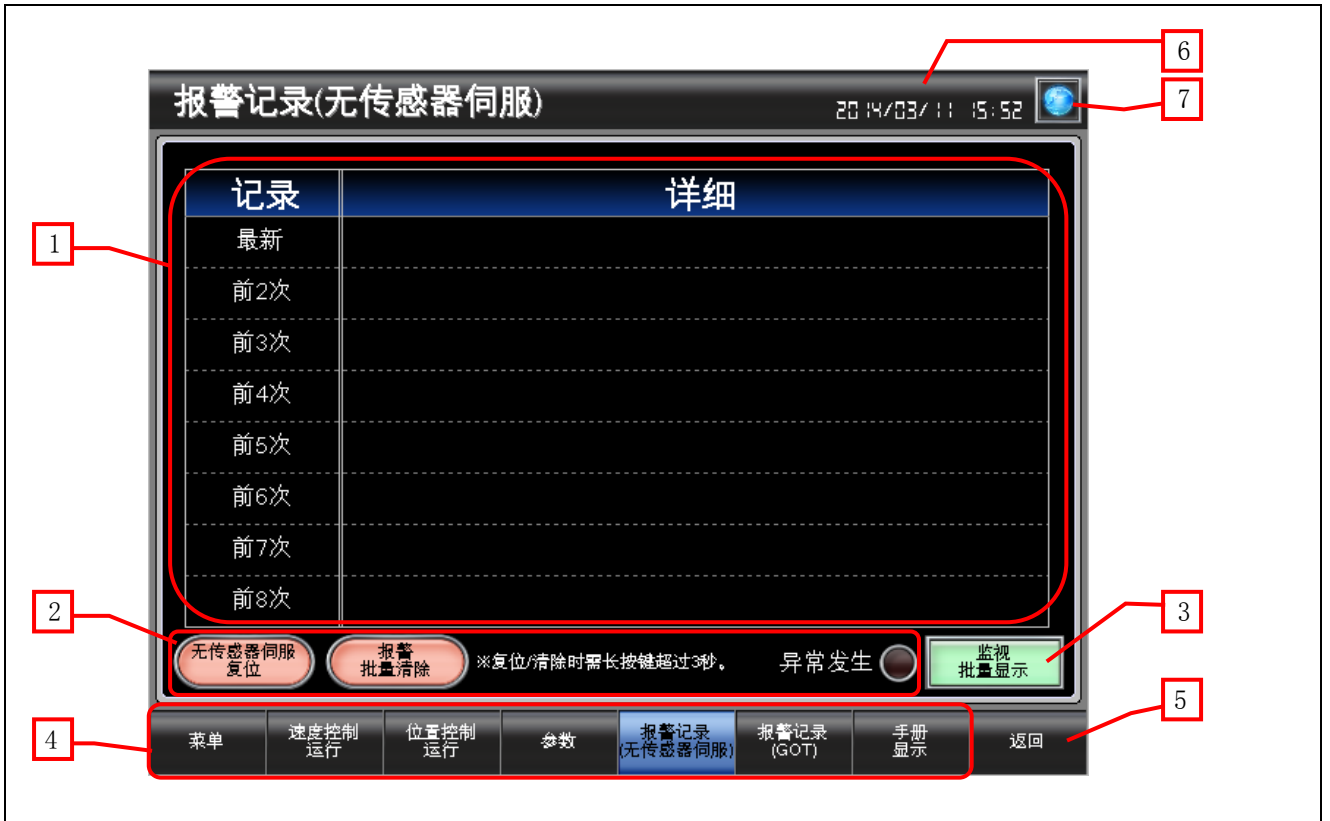 6
报警记录(无传感器伺服)
2014/03/11 15:52
7
记录 详细
1
最新
前2次
前3次
前4次
前5次
前6次
前7次
前8次
2
3
无传感器伺服
复位
报警
批量清除
※复位/清除时需长按键超过3秒。
异常发生
监视
批量显示
5
4
菜单
速度控制
运行
位置控制
运行
参数
报警记录
(无传感器伺服)
报警记录
(GOT)
手册
显示
返回